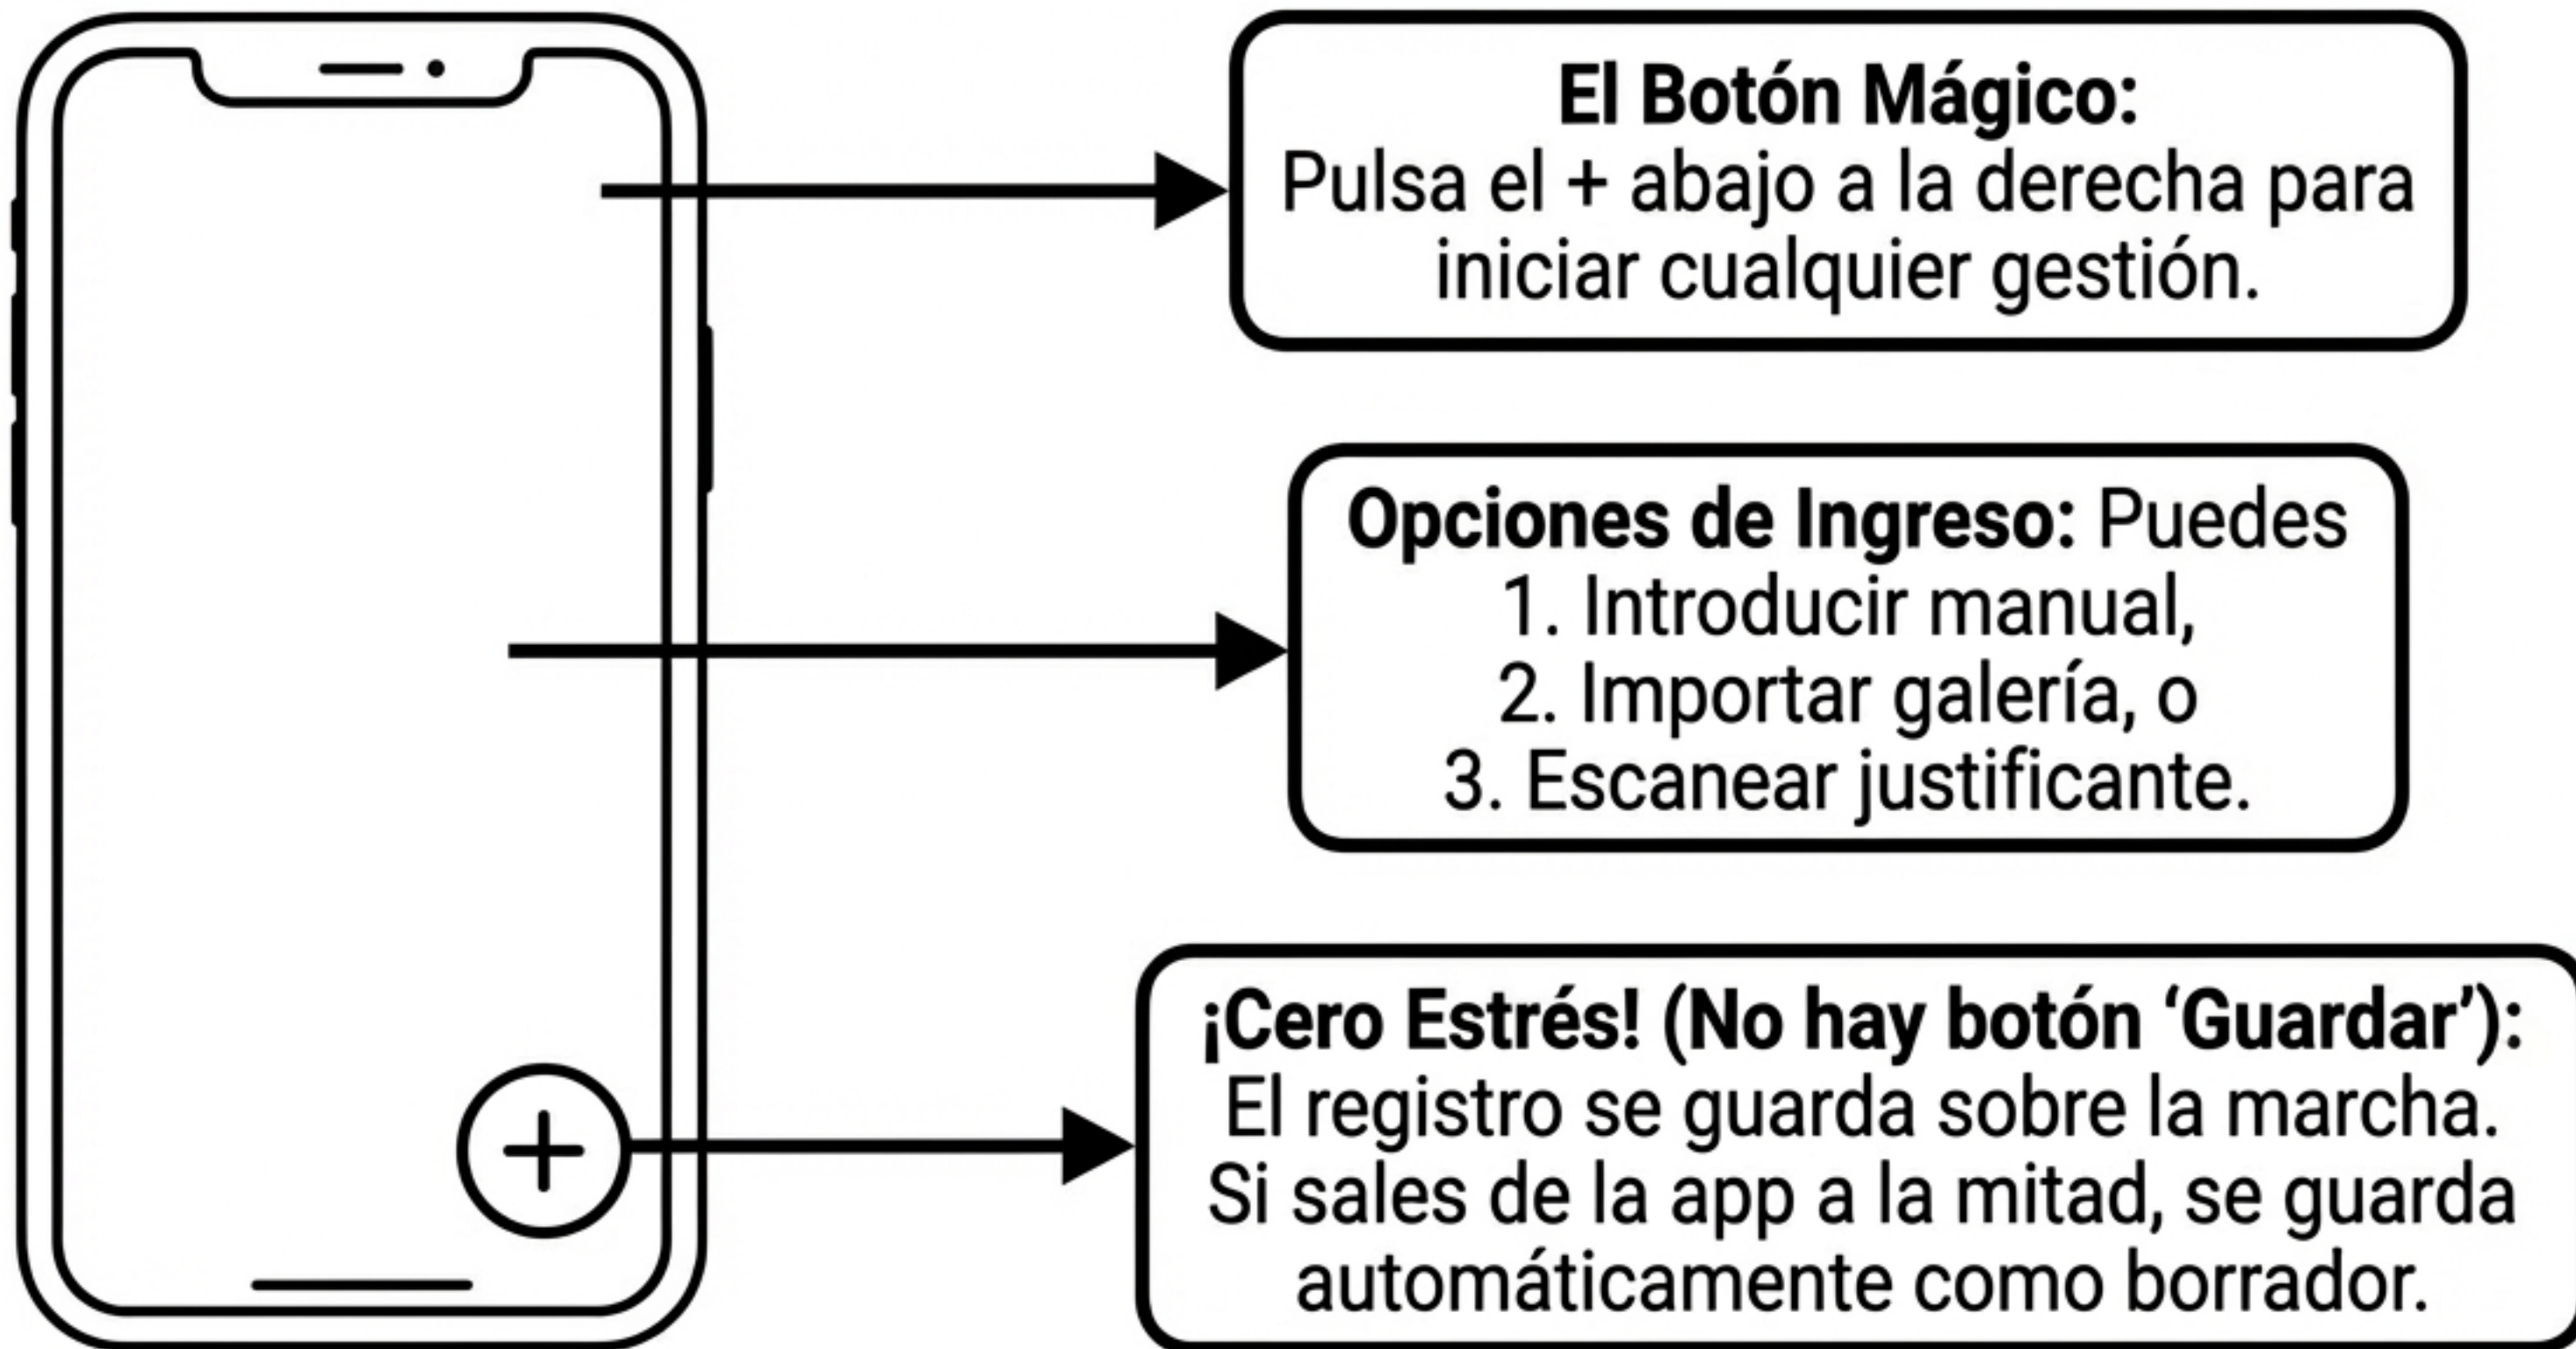 El Botón Mágico:
Pulsa el + abajo a la derecha para
iniciar cualquier gestión.
Opciones de Ingreso: Puedes
1. Introducir manual,
2. Importar galería, o
3. Escanear justificante.
¡Cero Estrés! (No hay botón ‘Guardar’):
El registro se guarda sobre la marcha.
Si sales de la app a la mitad, se guarda
automáticamente como borrador.